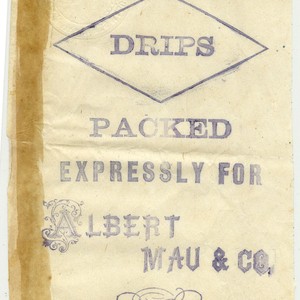 DRIPS
PACKED
EXPRESSLY FOR
ALBERT
MAU & CO.